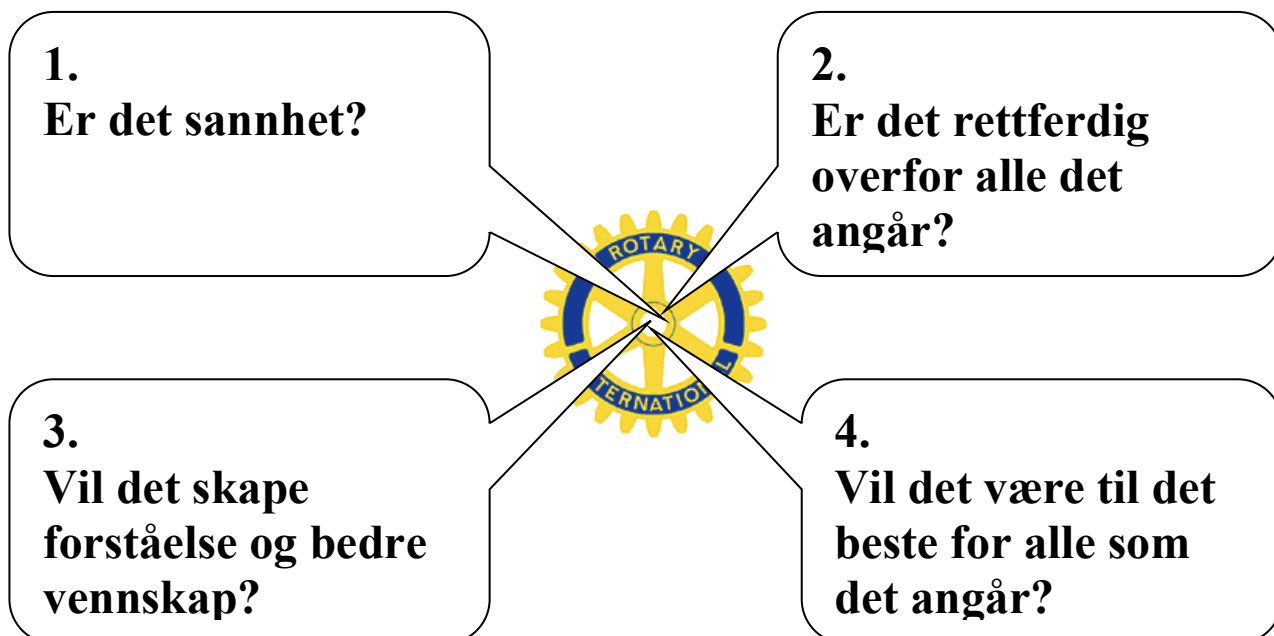 1.
Er det sannhet?
2.
Er det rettferdig
overfor alle det
angår?
ROTARY
TERNATION
L
3.
Vil det skape
forståelse og bedre
vennskap?
4.
Vil det være til det
beste for alle som
det angår?